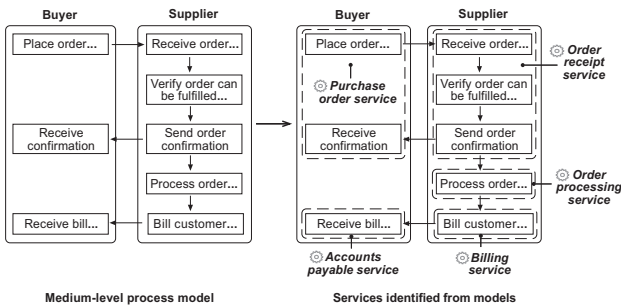 Buyer
Supplier
Place order...
Receive order...
Verify order can
be fulfilled...
Receive
confirmation
Send order
confirmation
Process order...
Receive bill...
Bill customer...
Medium-level process model
Buyer
Supplier
Place order...
Receive order...
Order
receipt
service
Purchase
order service
Verify order can
be fulfilled...
Receive
confirmation
Send order
confirmation
Process order...
Order
processing
service
Receive bill...
Bill customer...
Accounts
payable service
Billing
service
Services identified from models